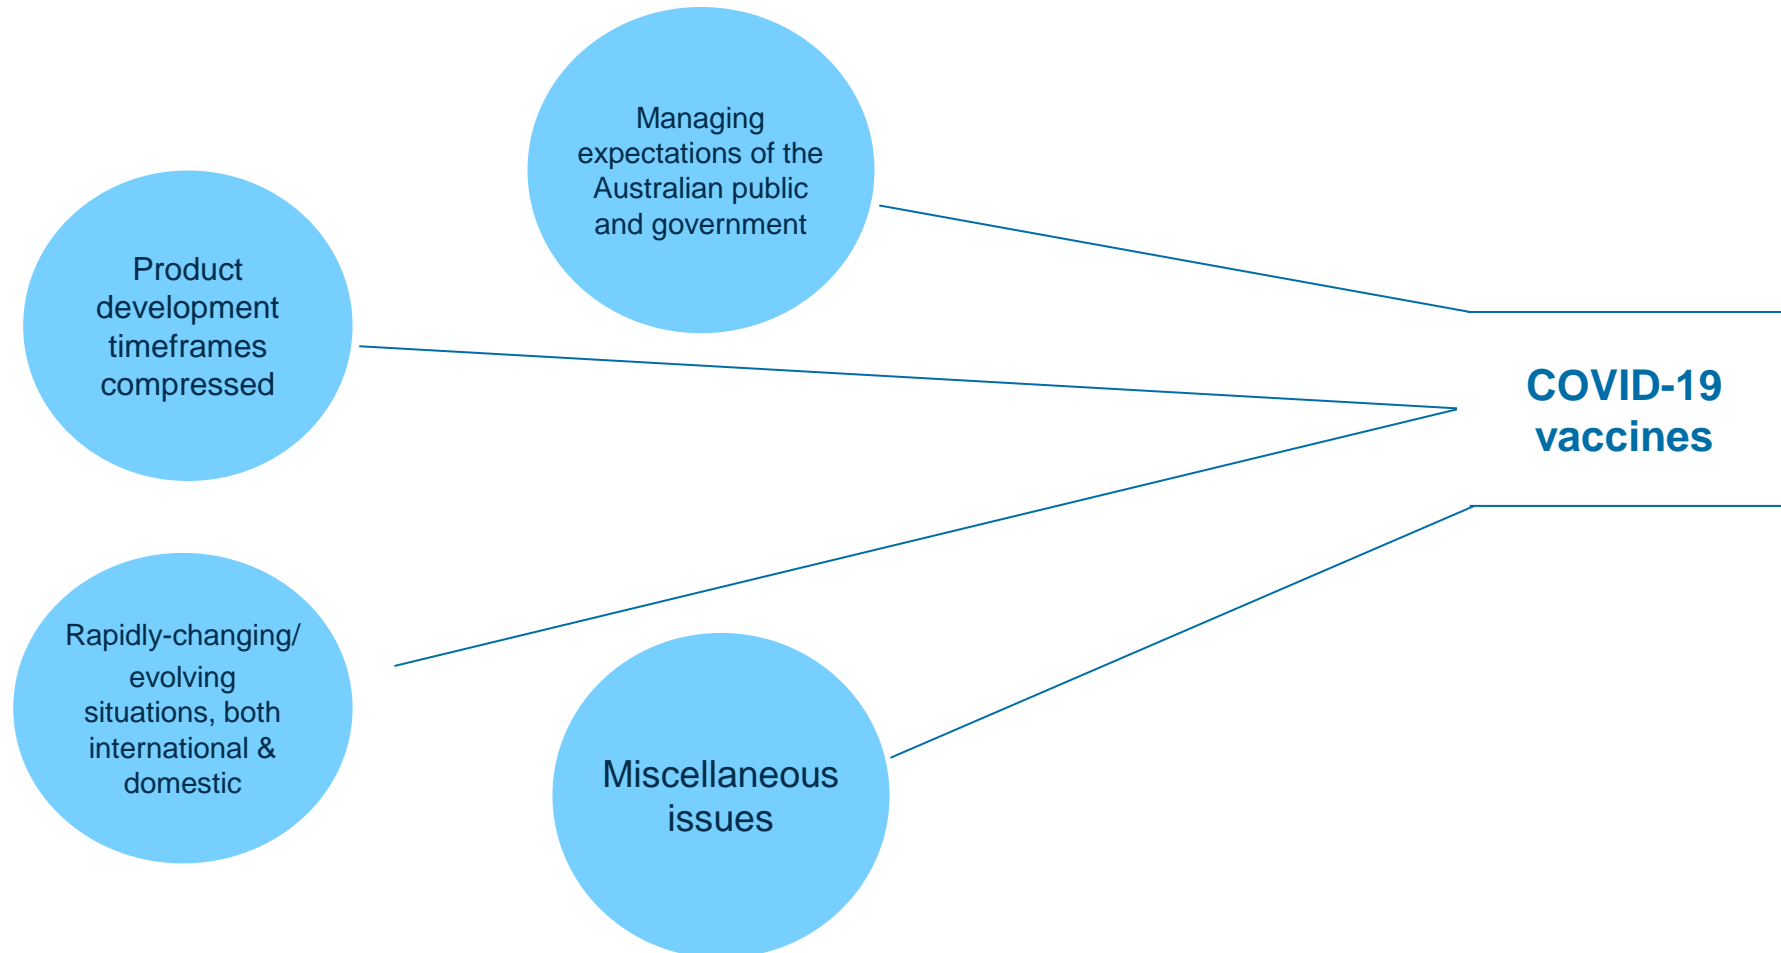 Managing
expectations of the
Australian public
and government
Product
development
timeframes
compressed
COVID-19
vaccines
Rapidly-changing/
evolving
situations, both
international &
domestic
Miscellaneous
issues